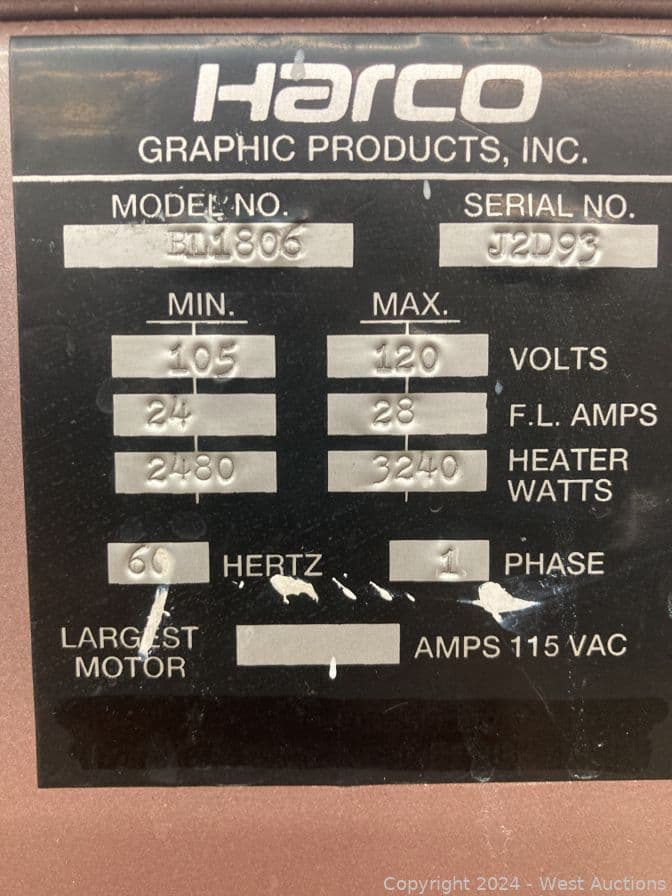 Harco
GRAPHIC PRODUCTS, INC.
MODEL NO. SERIAL NO.
J2D93
MIN. MAX.
105 120 VOLTS
24 28 F.L. AMPS
2480 3240 HEATER
WATTS
60 HERTZ 1 PHASE
LARGEST
MOTOR
AMPS 115 VAC
Copyright 2024 - West Auctions